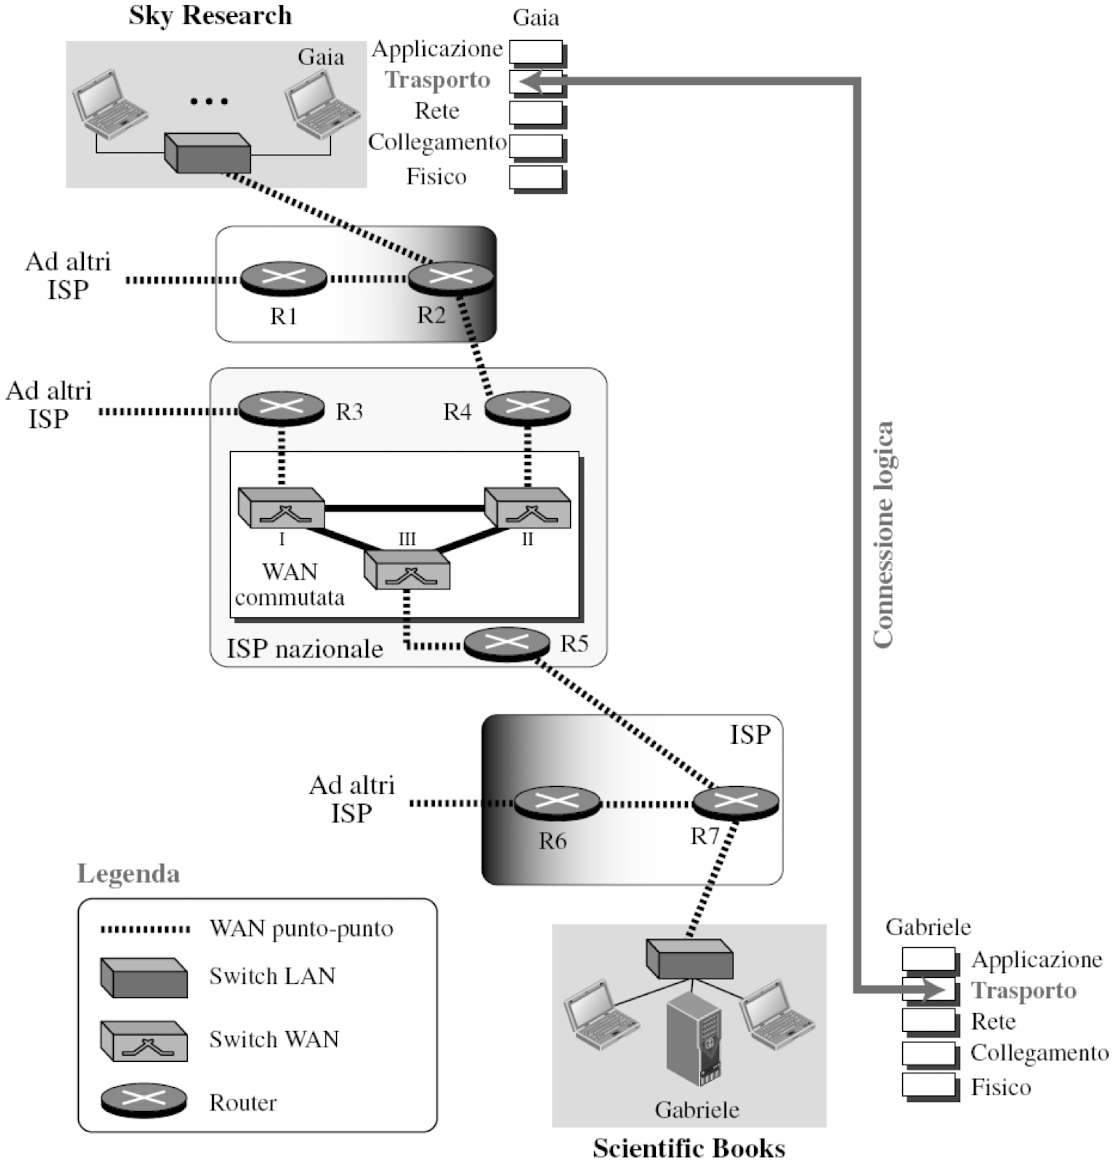 Sky Research
Gaia
Gaia
Applicazione
Trasporto
Rete
Collegamento
Fisico
Ad altri
ISP
R1
R2
Ad altri
ISP
R3
R4
I
III
II
WAN
commutata
ISP nazionale
R5
Connessione logica
ISP
Ad altri
ISP
R6
R7
Legenda
WAN punto-punto
Switch LAN
Switch WAN
Router
Gabriele
Scientific Books
Gabriele
Applicazione
Trasporto
Rete
Collegamento
Fisico